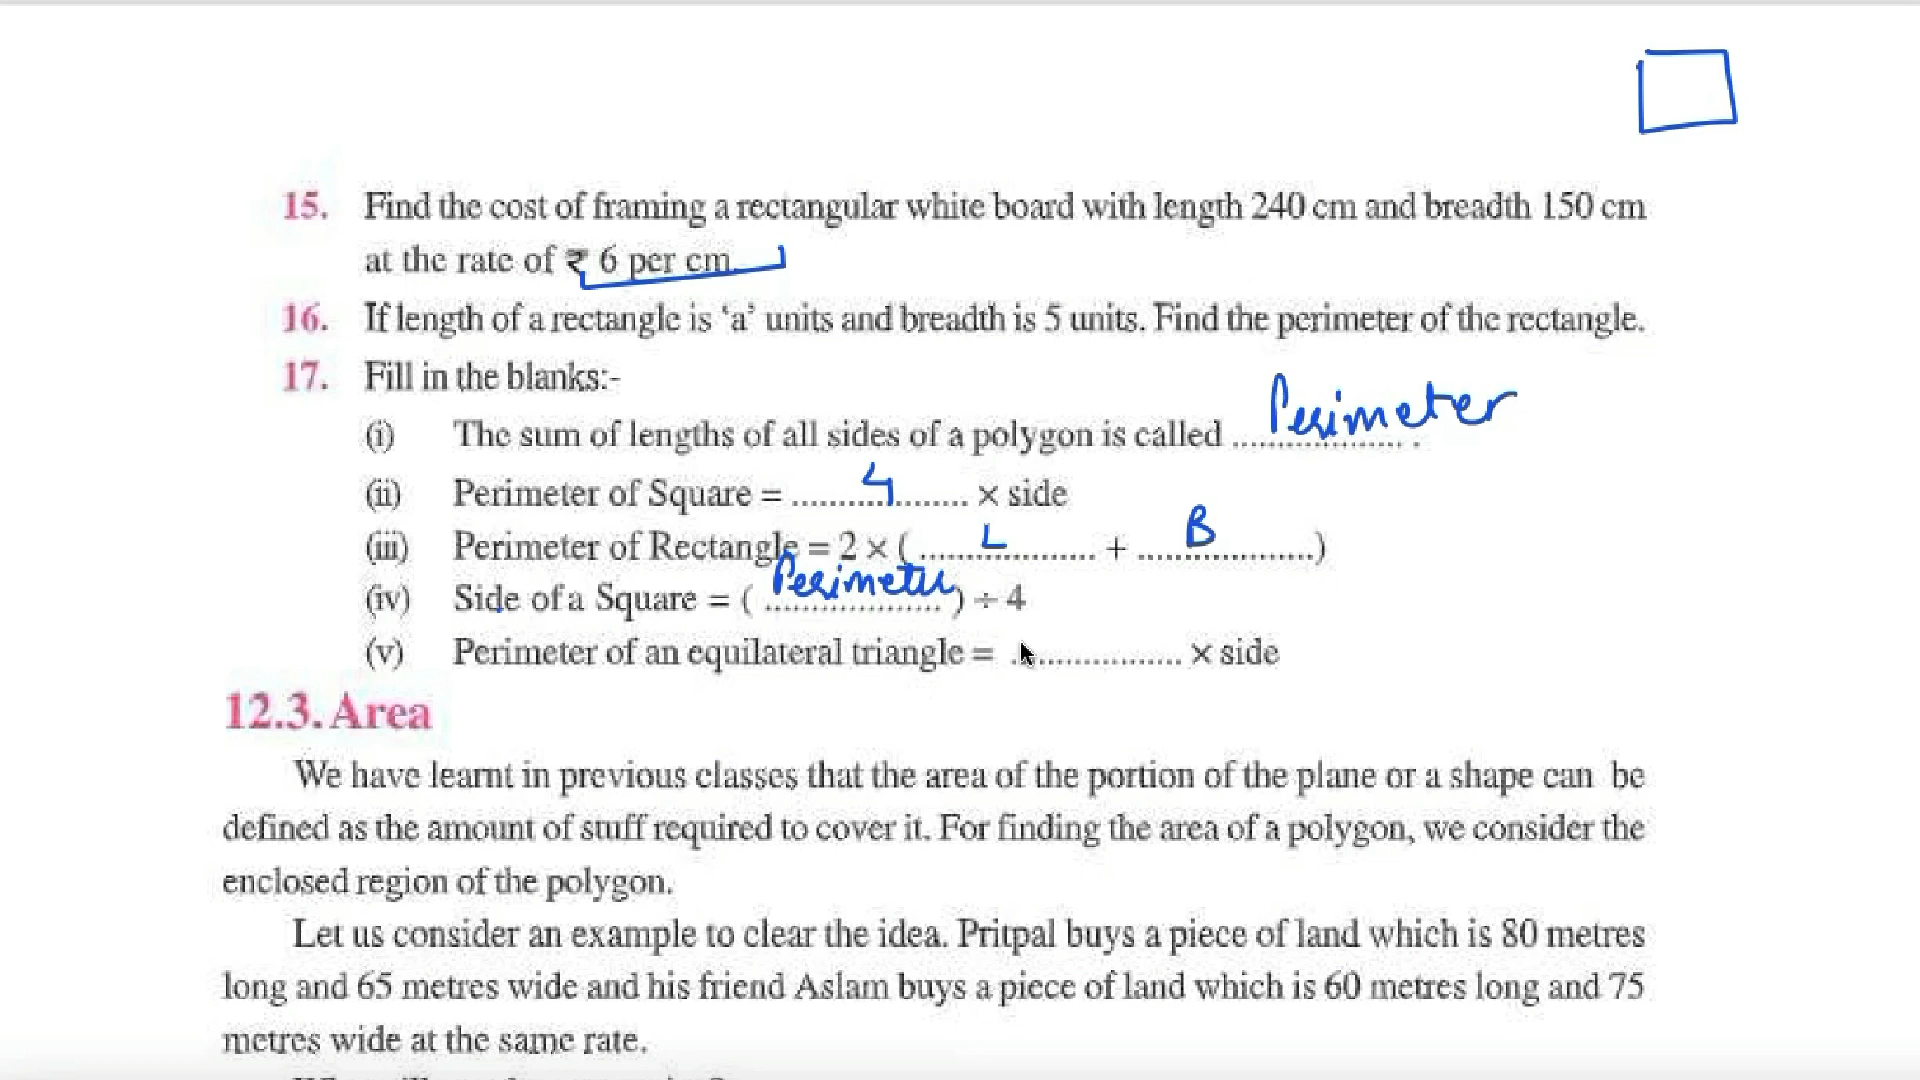 15. Find the cost of framing a rectangular white board with length 240 cm and breadth 150 cm
at the rate of ₹ 6 per cm.
16. If length of a rectangle is ‘a’ units and breadth is 5 units. Find the perimeter of the rectangle.
17. Fill in the blanks:-
(i) The sum of lengths of all sides of a polygon is called Perimeter .
(ii) Perimeter of Square = ........4........ × side
(iii) Perimeter of Rectangle = 2 × ( ......L...... + ......B......)
(iv) Side of a Square = ( Perimeter ) ÷ 4
(v) Perimeter of an equilateral triangle = .................. × side
12.3. Area
We have learnt in previous classes that the area of the portion of the plane or a shape can be
defined as the amount of stuff required to cover it. For finding the area of a polygon, we consider the
enclosed region of the polygon.
Let us consider an example to clear the idea. Pritpal buys a piece of land which is 80 metres
long and 65 metres wide and his friend Aslam buys a piece of land which is 60 metres long and 75
metres wide at the same rate.